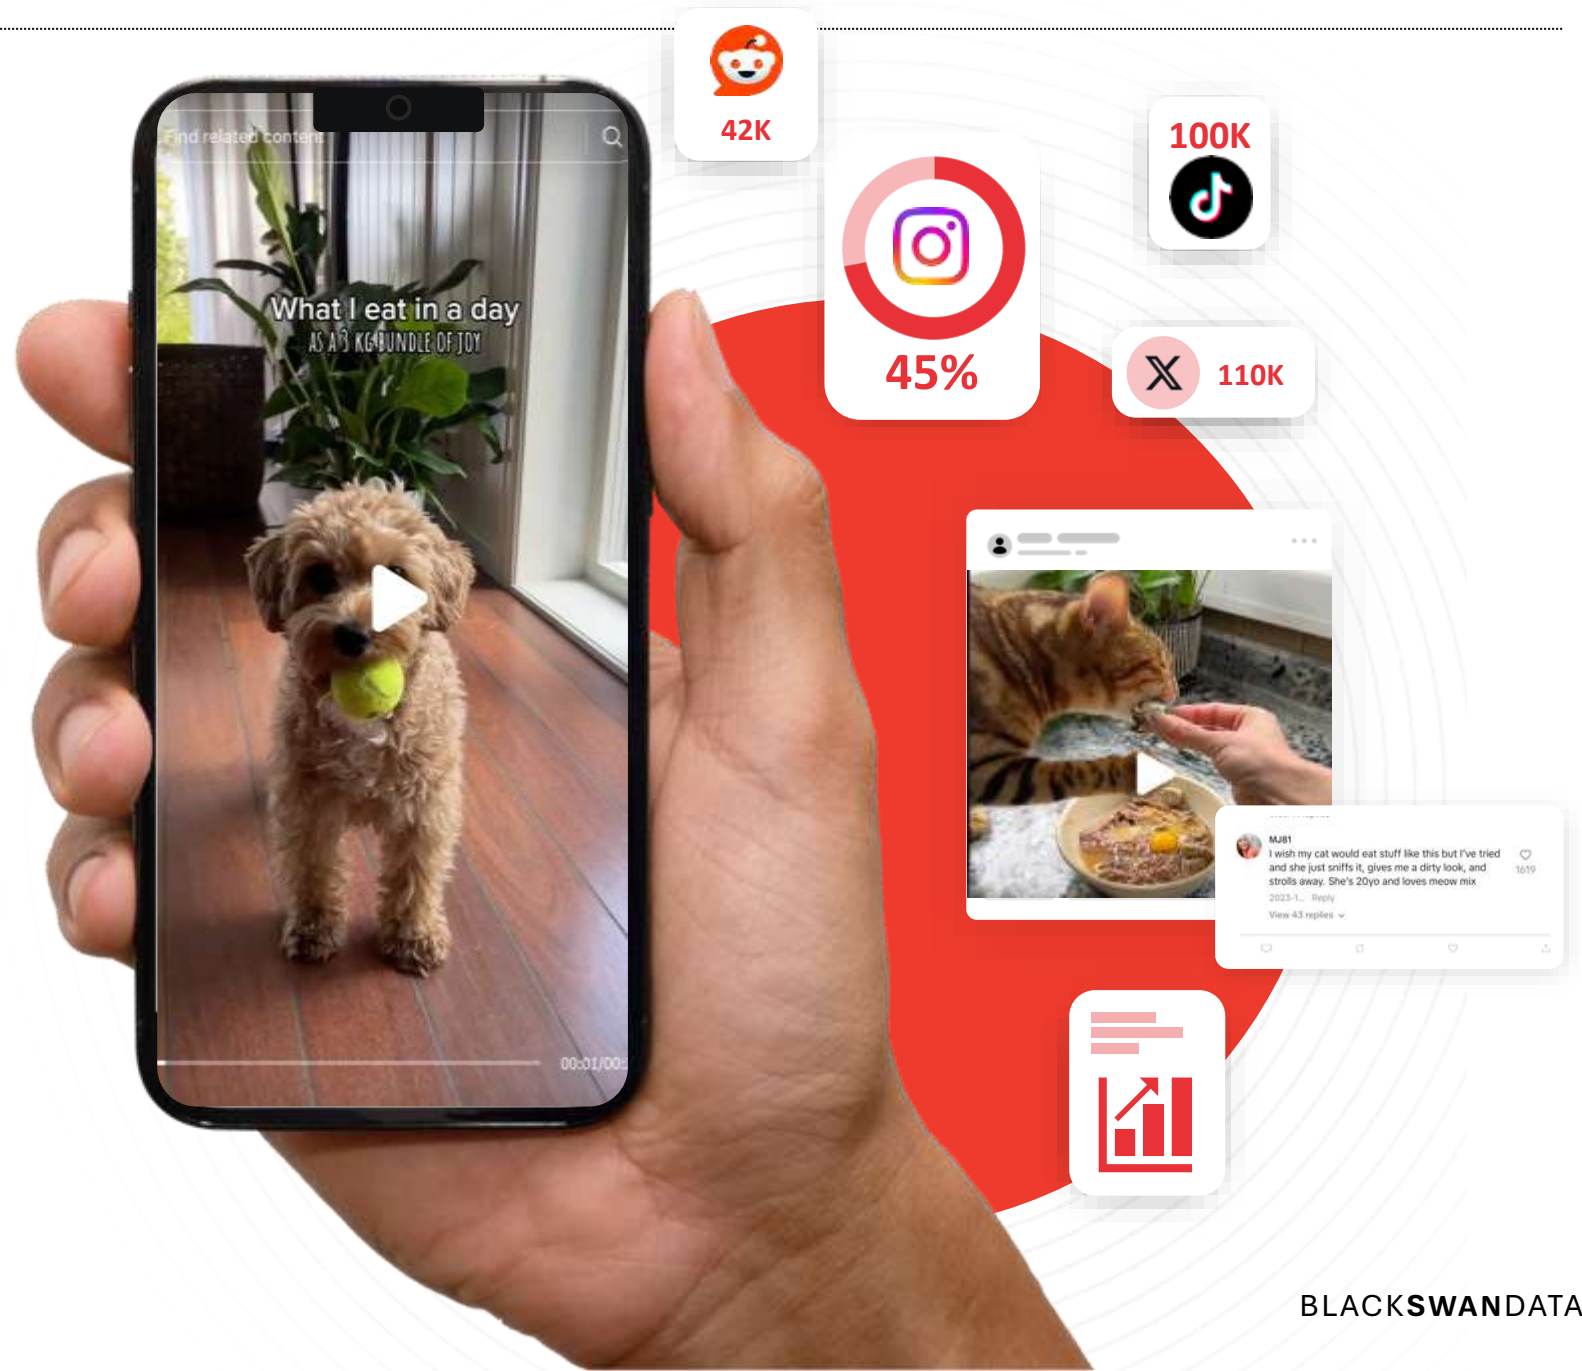 42K
100K
Find related content
What I eat in a day
AS A 3 KG BUNDLE OF JOY
45%
110K
MJ81
I wish my cat would eat stuff like this but I've tried
and she just sniffs it, gives me a dirty look, and
strolls away. She's 20yo and loves meow mix
1619
2023-1... Reply
View 43 replies
00:01/00:
BLACKSWANDATA